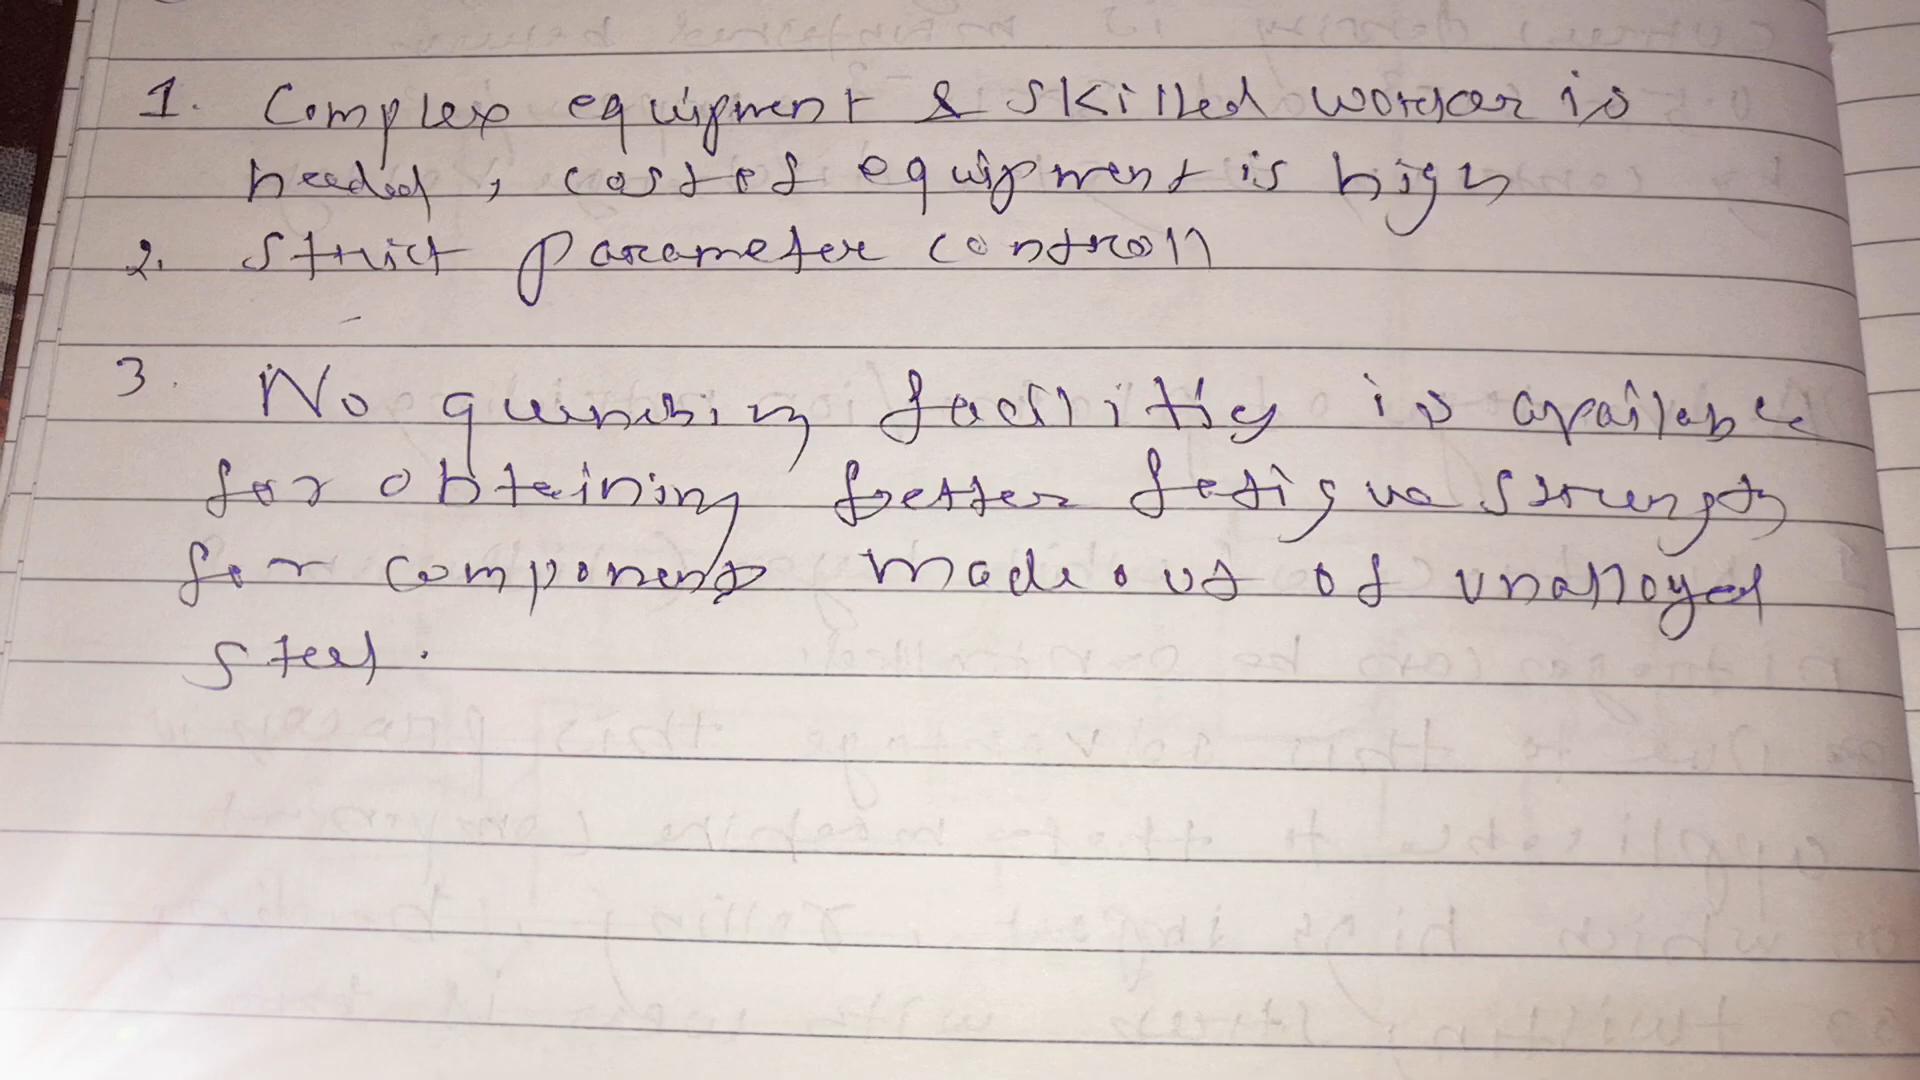 1. Complex equipment & skilled worker is
needed, cost of equipment is high
2. Strict parameter controll
3. No quenching facility is available
for obtaining better fatigue strength
for components made out of unalloyed
steel.